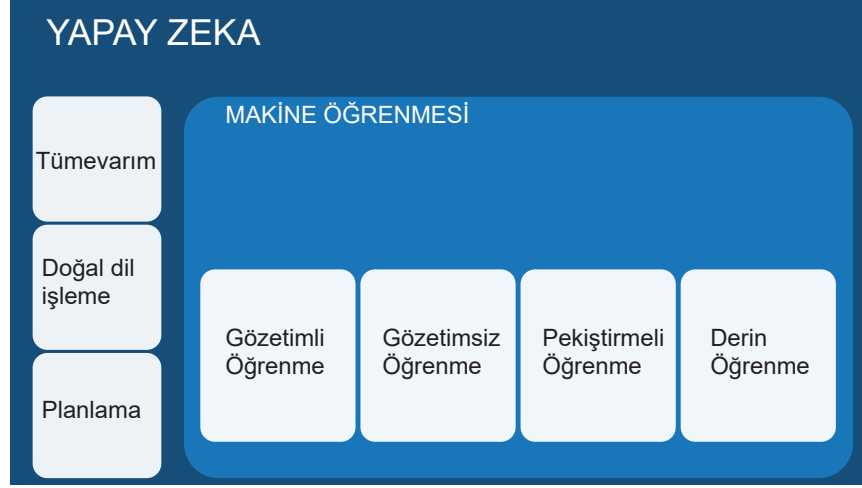 YAPAY ZEKA
Tümevarım
Doğal dil
işleme
Planlama
MAKİNE ÖĞRENMESİ
Gözetimli
Öğrenme
Gözetimsiz
Öğrenme
Pekiştirmeli
Öğrenme
Derin
Öğrenme